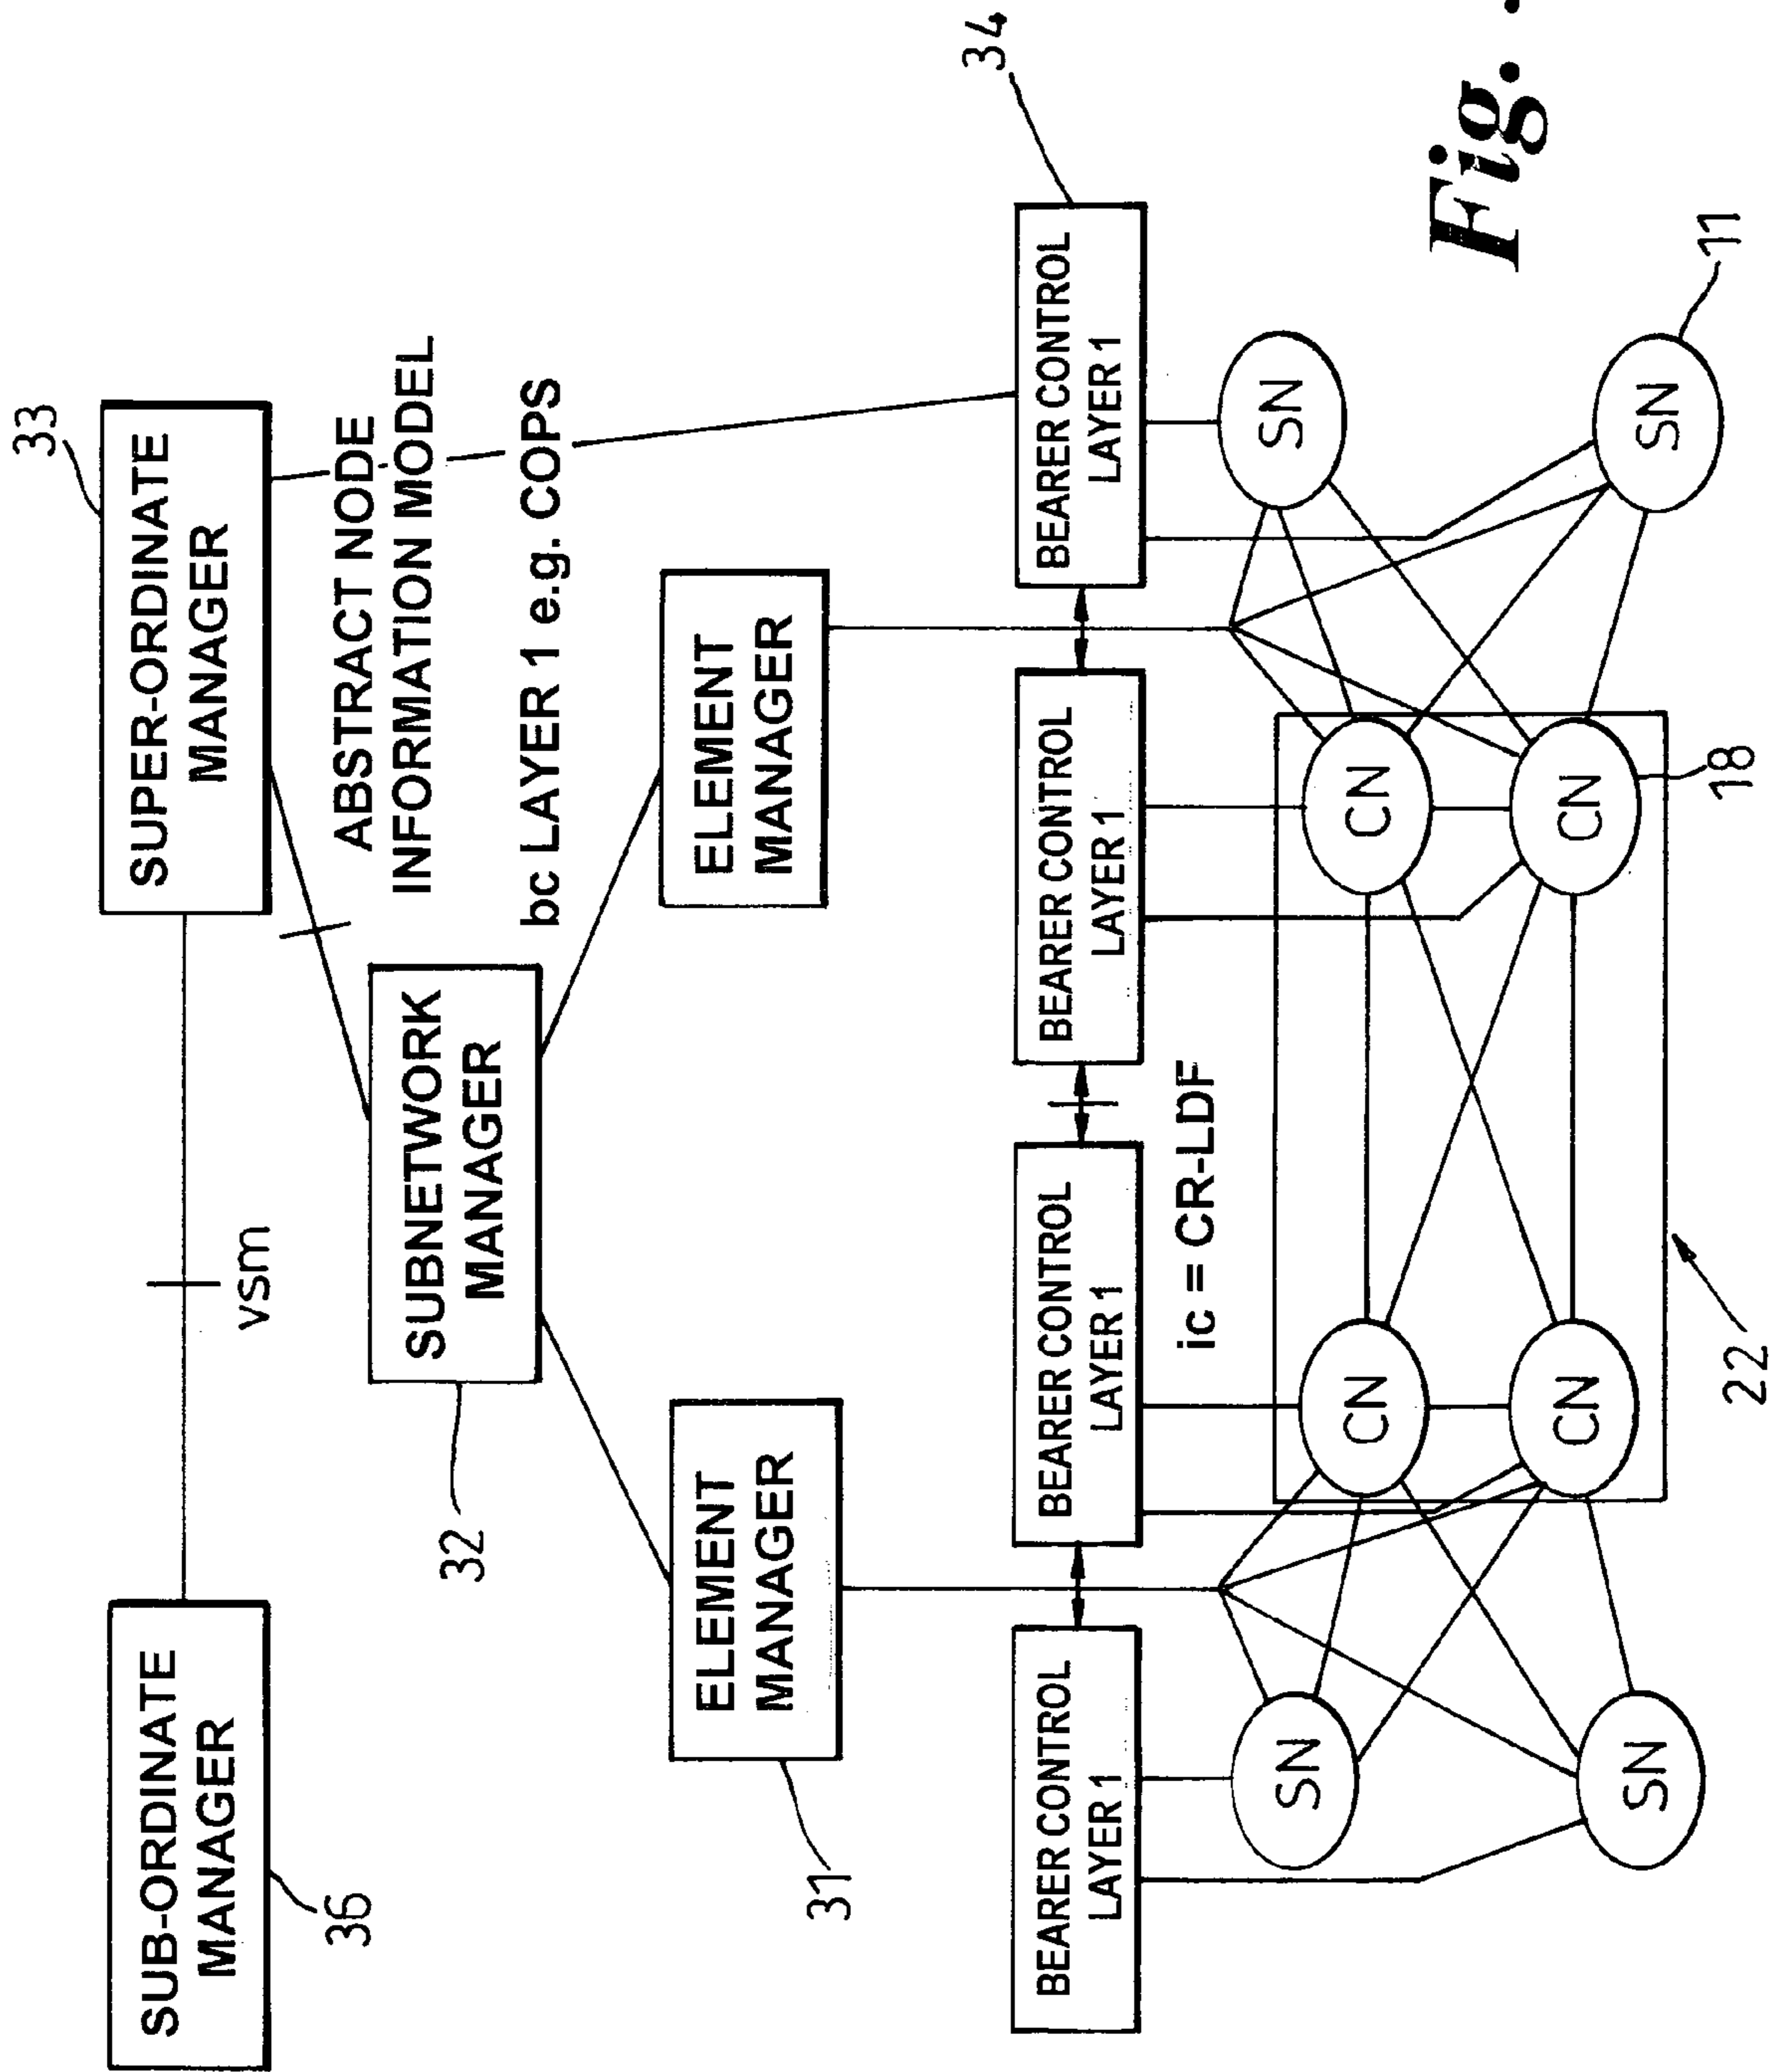 SUB-ORDINATE
MANAGER
36
vsm
SUPER-ORDINATE
MANAGER
33
SUBNETWORK
MANAGER
32
ABSTRACT NODE
INFORMATION MODEL
bc LAYER 1 e.g. COPS
ELEMENT
MANAGER
31
ELEMENT
MANAGER
BEARER CONTROL
LAYER 1
BEARER CONTROL
LAYER 1
BEARER CONTROL
LAYER 1
BEARER CONTROL
LAYER 1
34
ic = CR-LDF
SN
CN
CN
SN
SN
CN
CN
SN
22
18
11
Fig.